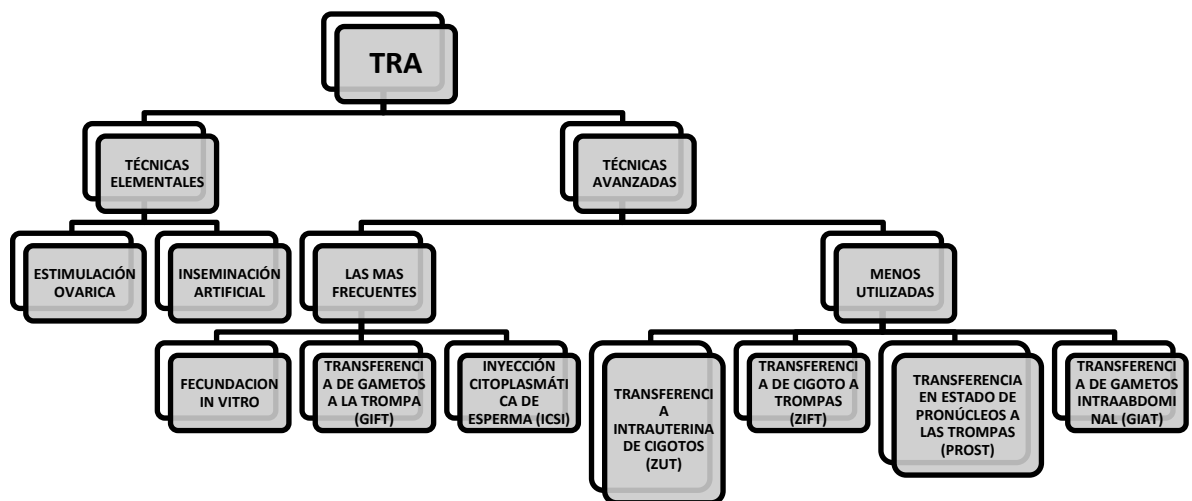 TRA
TÉCNICAS
ELEMENTALES
TÉCNICAS
AVANZADAS
ESTIMULACIÓN
OVARICA
INSEMINACIÓN
ARTIFICIAL
LAS MAS
FRECUENTES
MENOS
UTILIZADAS
FECUNDACION
IN VITRO
TRANSFERENCI
A DE GAMETOS
A LA TROMPA
(GIFT)
INYECCIÓN
CITOPLASMÁTI
CA DE
ESPERMA (ICSI)
TRANSFERENCI
A
INTRAUTERINA
DE CIGOTOS
(ZUT)
TRANSFERENCI
A DE CIGOTO A
TROMPAS
(ZIFT)
TRANSFERENCIA
EN ESTADO DE
PRONÚCLEOS A
LAS TROMPAS
(PROST)
TRANSFERENCI
A DE GAMETOS
INTRAABDOMI
NAL (GIAT)